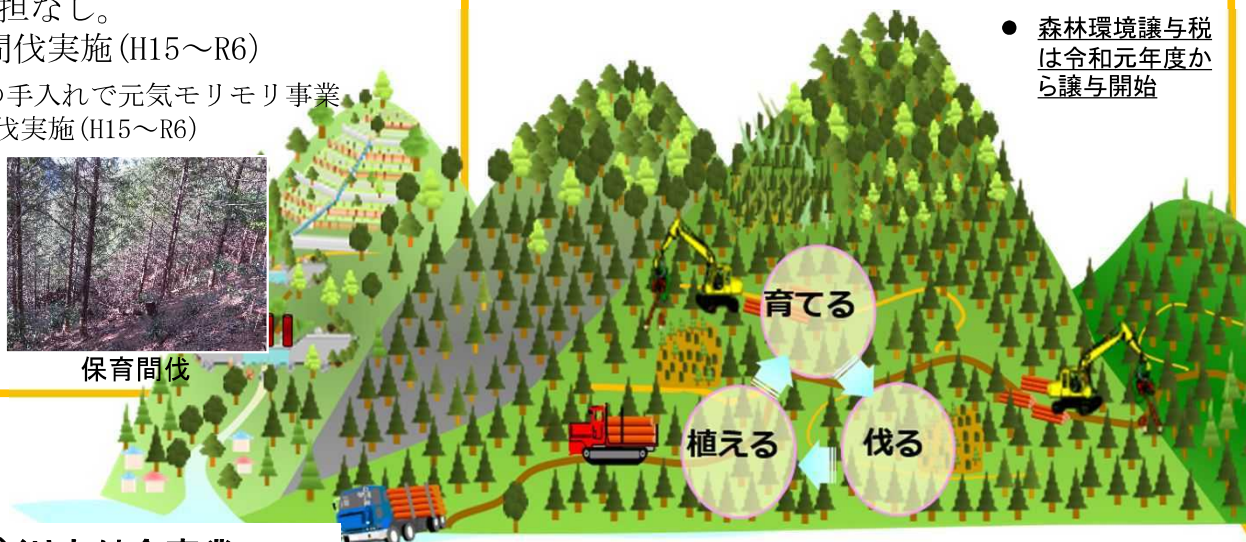 担なし。
間伐実施(H15～R6)
の手入れで元気モリモリ事業
伐実施(H15～R6)
保育間伐
● 森林環境譲与税
は令和元年度か
ら譲与開始
育てる
植える
伐る